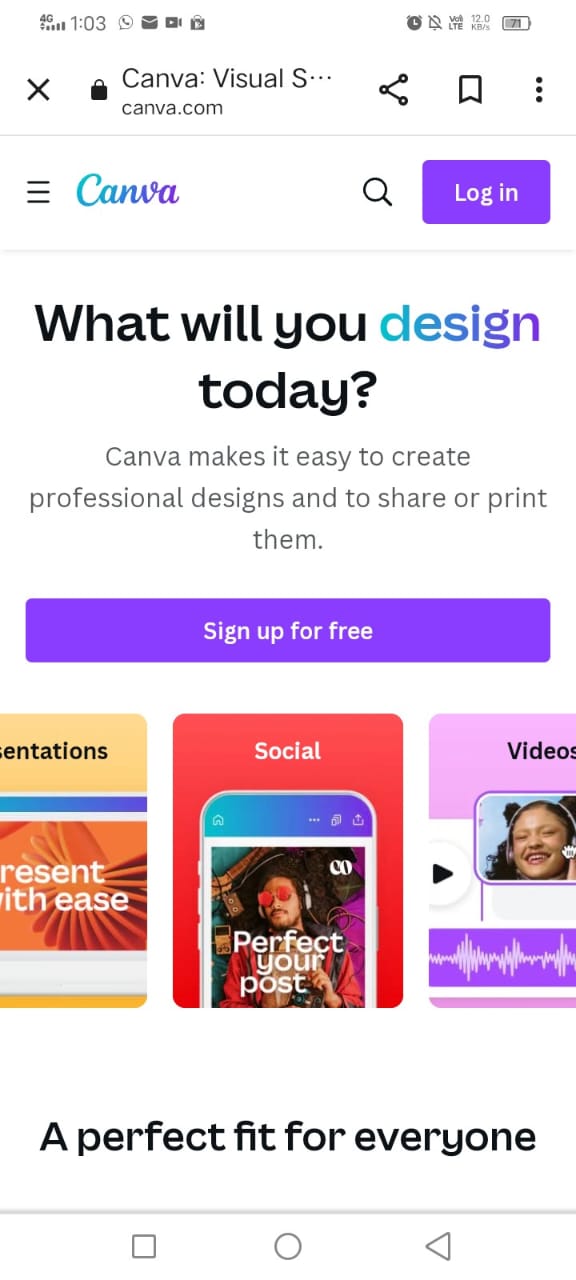 4G 1:03 Vo)) LTE 12.0 KB/s 71
Canva: Visual S···
canva.com
Canva
Log in
What will you design
today?
Canva makes it easy to create
professional designs and to share or print
them.
Sign up for free
sentations
resent
ith ease
Social
Perfect
your
post
Videos
A perfect fit for everyone